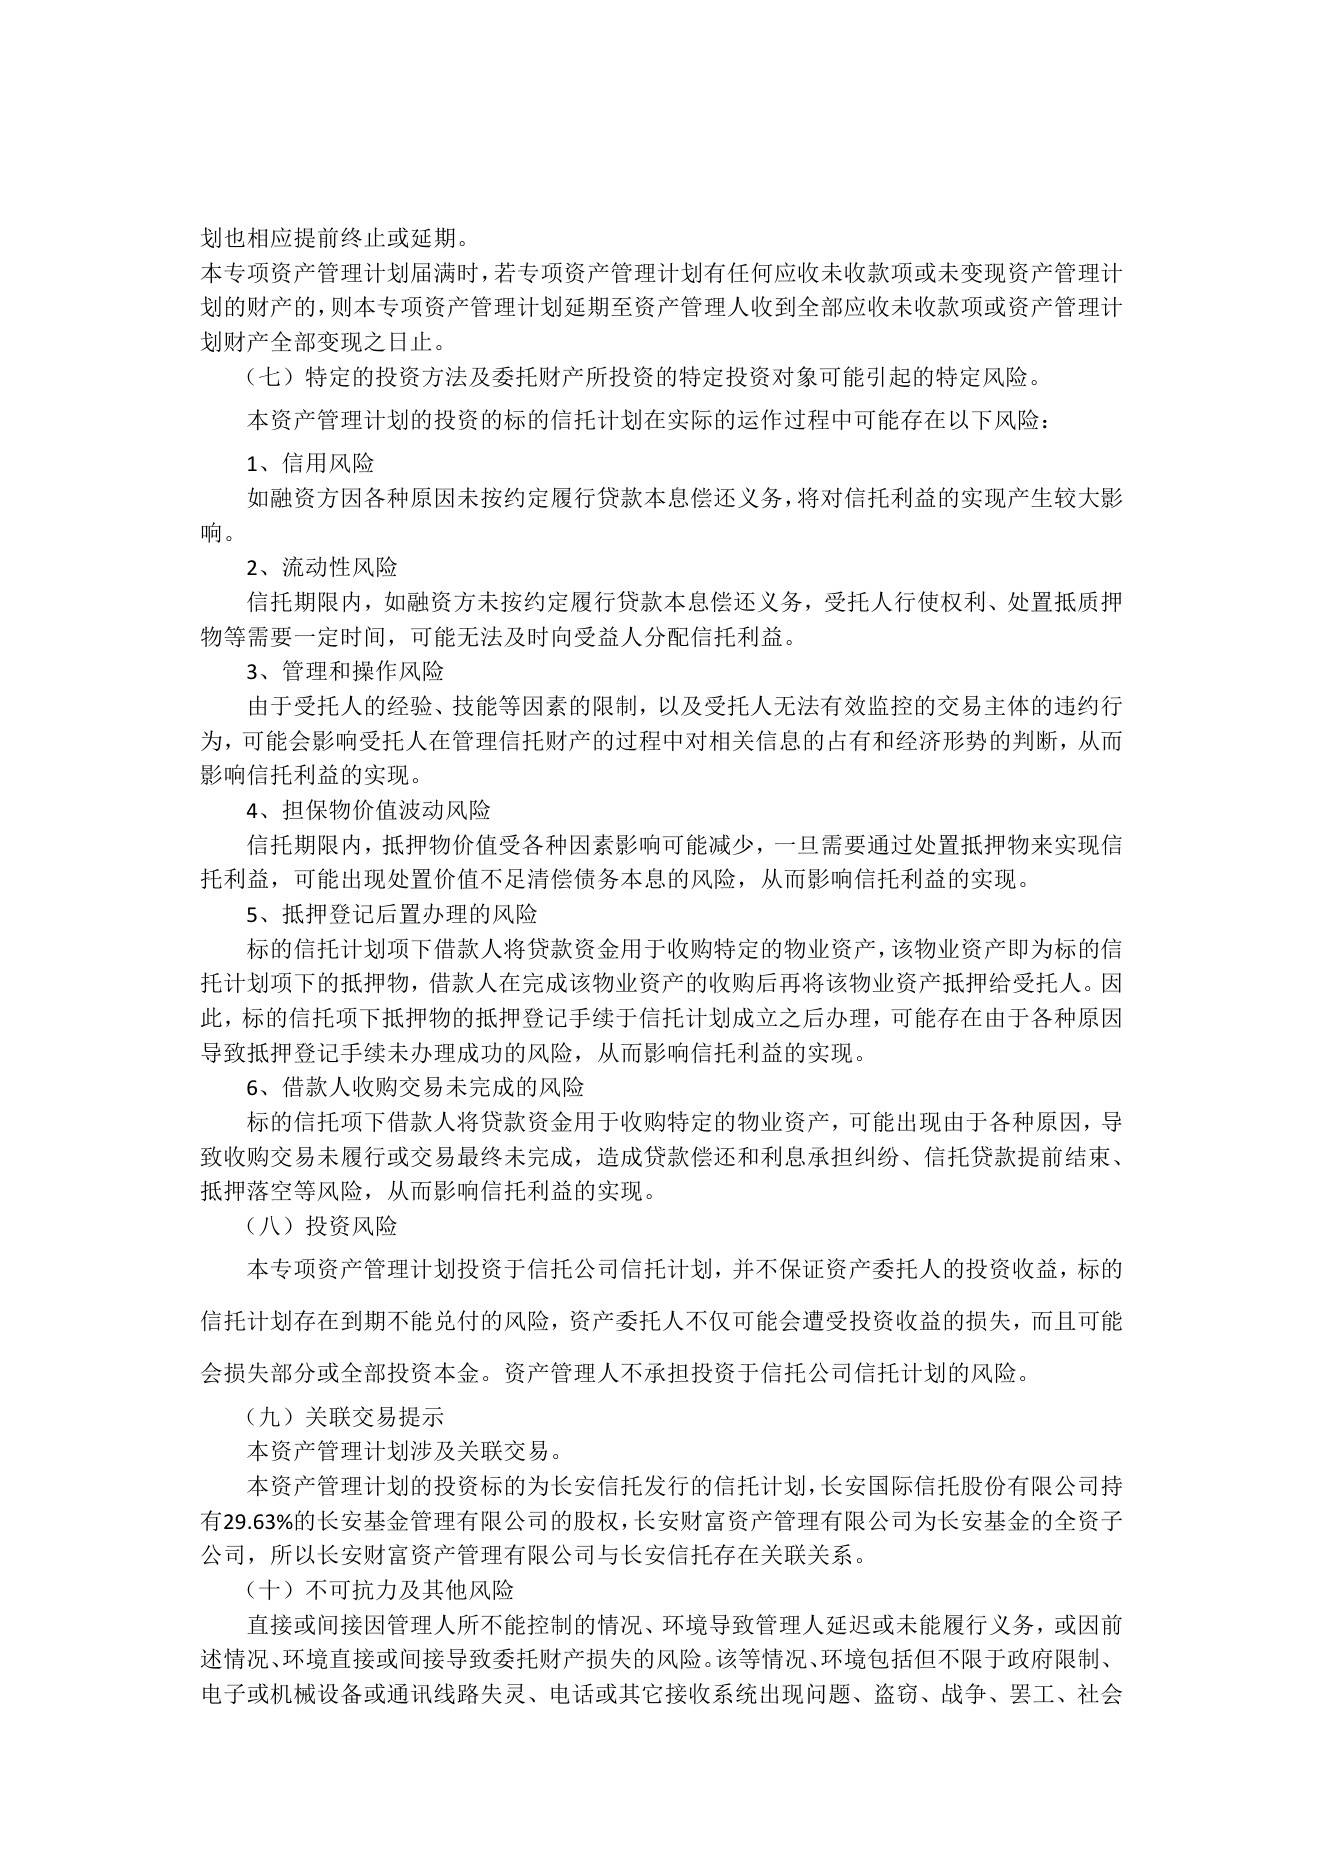 划也相应提前终止或延期。
本专项资产管理计划届满时，若专项资产管理计划有任何应收未收款项或未变现资产管理计
划的财产的，则本专项资产管理计划延期至资产管理人收到全部应收未收款项或资产管理计
划财产全部变现之日止。
（七）特定的投资方法及委托财产所投资的特定投资对象可能引起的特定风险。
本资产管理计划的投资的标的信托计划在实际的运作过程中可能存在以下风险：
1、信用风险
如融资方因各种原因未按约定履行贷款本息偿还义务，将对信托利益的实现产生较大影
响。
2、流动性风险
信托期限内，如融资方未按约定履行贷款本息偿还义务，受托人行使权利、处置抵质押
物等需要一定时间，可能无法及时向受益人分配信托利益。
3、管理和操作风险
由于受托人的经验、技能等因素的限制，以及受托人无法有效监控的交易主体的违约行
为，可能会影响受托人在管理信托财产的过程中对相关信息的占有和经济形势的判断，从而
影响信托利益的实现。
4、担保物价值波动风险
信托期限内，抵押物价值受各种因素影响可能减少，一旦需要通过处置抵押物来实现信
托利益，可能出现处置价值不足清偿债务本息的风险，从而影响信托利益的实现。
5、抵押登记后置办理的风险
标的信托计划项下借款人将贷款资金用于收购特定的物业资产，该物业资产即为标的信
托计划项下的抵押物，借款人在完成该物业资产的收购后再将该物业资产抵押给受托人。因
此，标的信托项下抵押物的抵押登记手续于信托计划成立之后办理，可能存在由于各种原因
导致抵押登记手续未办理成功的风险，从而影响信托利益的实现。
6、借款人收购交易未完成的风险
标的信托项下借款人将贷款资金用于收购特定的物业资产，可能出现由于各种原因，导
致收购交易未履行或交易最终未完成，造成贷款偿还和利息承担纠纷、信托贷款提前结束、
抵押落空等风险，从而影响信托利益的实现。
（八）投资风险
本专项资产管理计划投资于信托公司信托计划，并不保证资产委托人的投资收益，标的
信托计划存在到期不能兑付的风险，资产委托人不仅可能会遭受投资收益的损失，而且可能
会损失部分或全部投资本金。资产管理人不承担投资于信托公司信托计划的风险。
（九）关联交易提示
本资产管理计划涉及关联交易。
本资产管理计划的投资标的为长安信托发行的信托计划，长安国际信托股份有限公司持
有29.63%的长安基金管理有限公司的股权，长安财富资产管理有限公司为长安基金的全资子
公司，所以长安财富资产管理有限公司与长安信托存在关联关系。
（十）不可抗力及其他风险
直接或间接因管理人所不能控制的情况、环境导致管理人延迟或未能履行义务，或因前
述情况、环境直接或间接导致委托财产损失的风险。该等情况、环境包括但不限于政府限制、
电子或机械设备或通讯线路失灵、电话或其它接收系统出现问题、盗窃、战争、罢工、社会